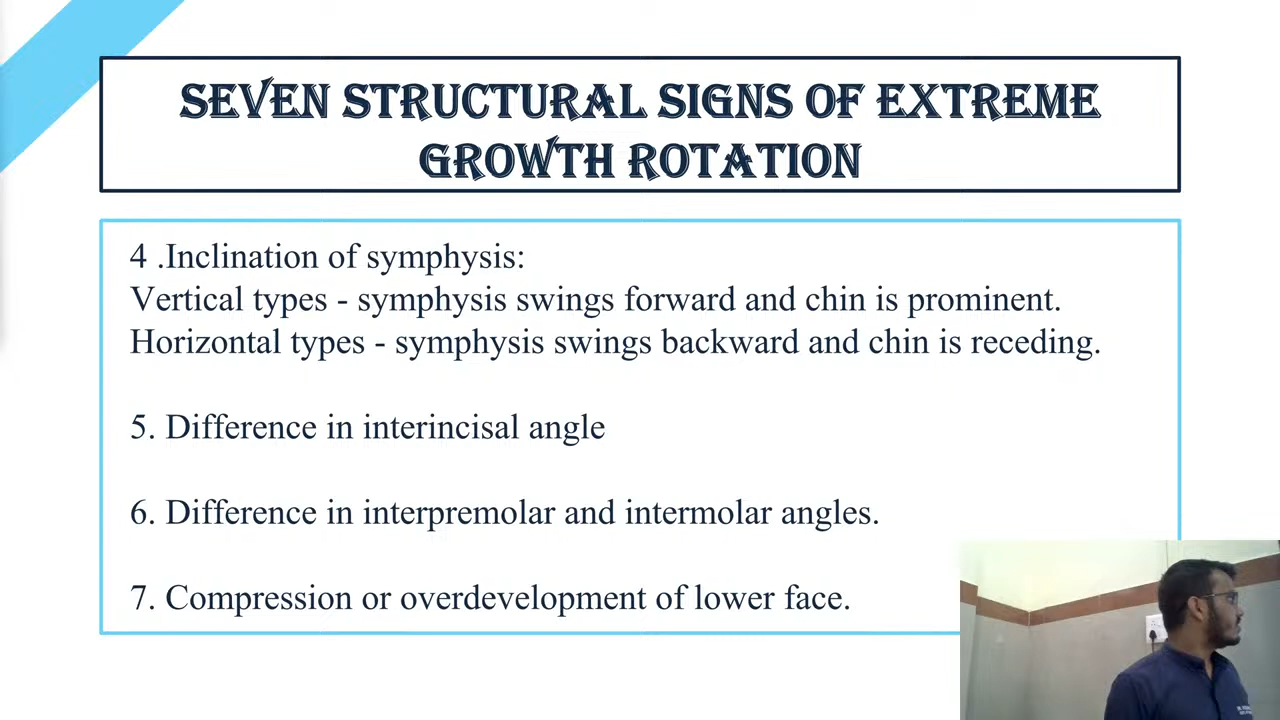 SEVEN STRUCTURAL SIGNS OF EXTREME
GROWTH ROTATION
4 .Inclination of symphysis:
Vertical types - symphysis swings forward and chin is prominent.
Horizontal types - symphysis swings backward and chin is receding.
5. Difference in interincisal angle
6. Difference in interpremolar and intermolar angles.
7. Compression or overdevelopment of lower face.